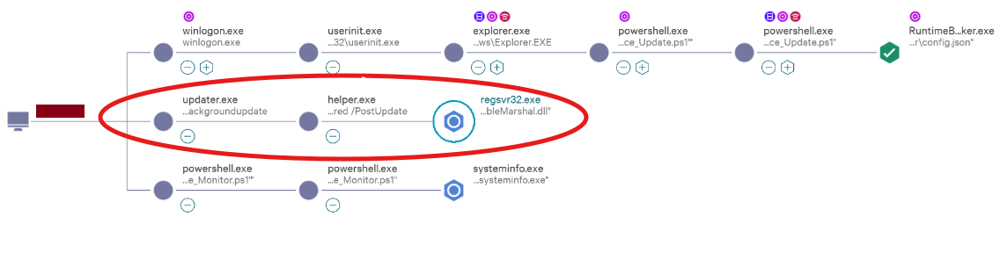 winlogon.exe
winlogon.exe
userinit.exe
...32\userinit.exe
explorer.exe
...ws\Explorer.EXE
powershell.exe
...ce_Update.ps1'"
powershell.exe
...ce_Update.ps1"
RuntimeB...ker.exe
...r\config.json"
updater.exe
...ackgroundupdate
helper.exe
...red /PostUpdate
regsvr32.exe
...bleMarshal.dll"
powershell.exe
...e_Monitor.ps1'"
powershell.exe
...e_Monitor.ps1"
systeminfo.exe
...systeminfo.exe"